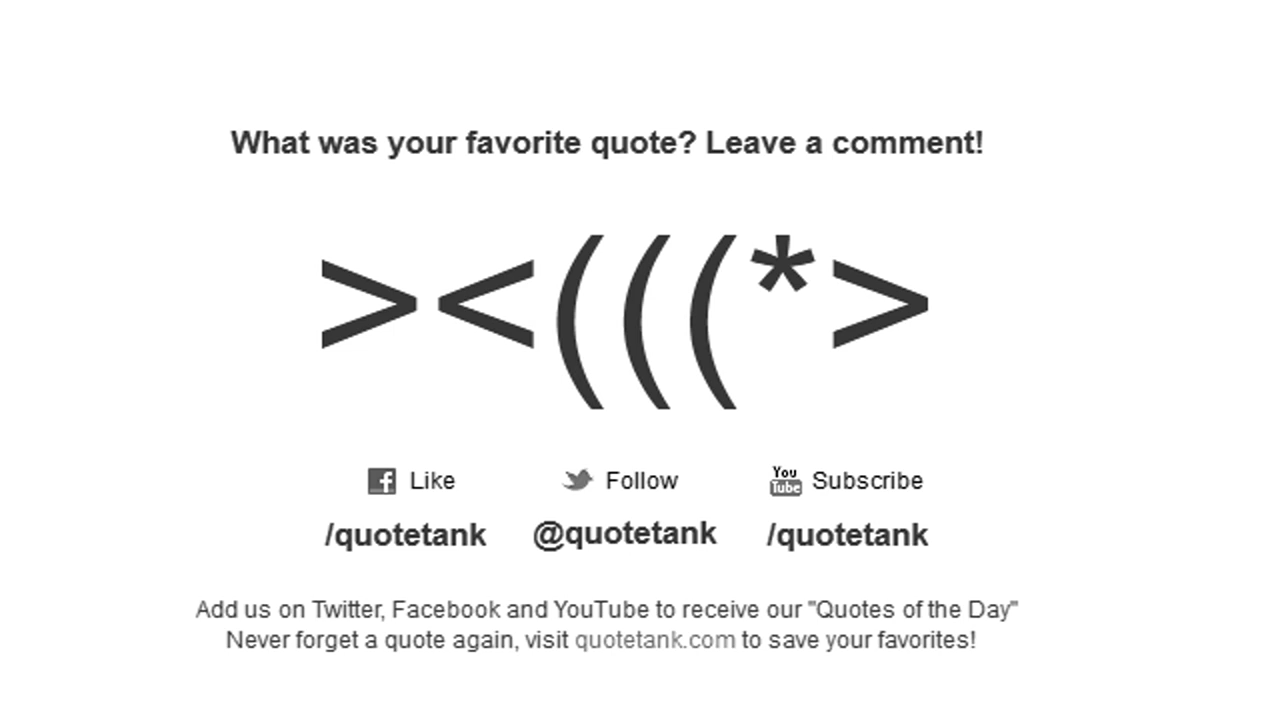 What was your favorite quote? Leave a comment!
><(((*>
f Like Follow You Tube Subscribe
/quotetank @quotetank /quotetank
Add us on Twitter, Facebook and YouTube to receive our "Quotes of the Day"
Never forget a quote again, visit quotetank.com to save your favorites!